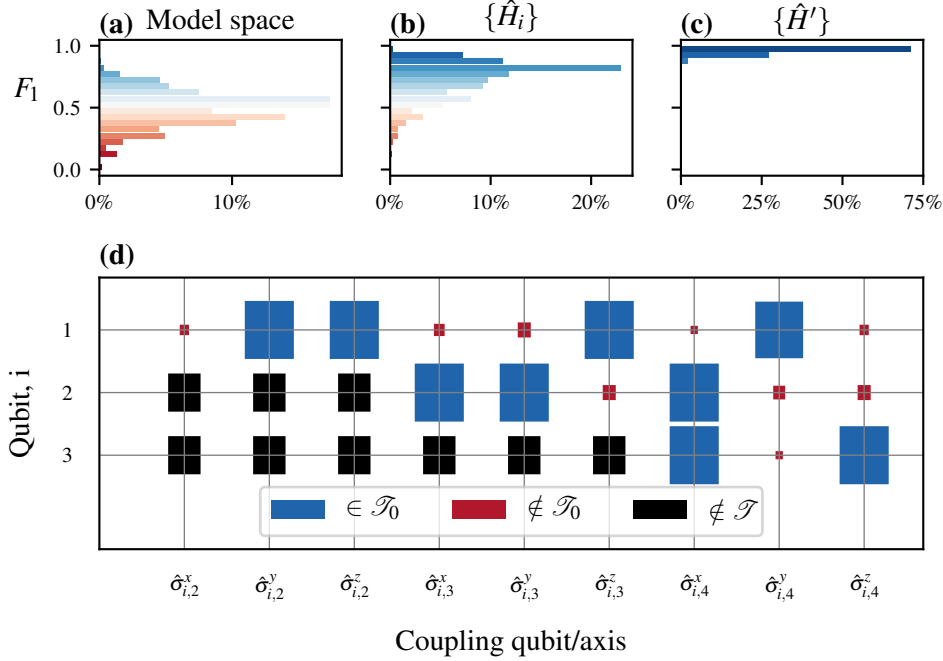 (a) Model space
(b) {Ĥ_i}
(c) {Ĥ′}
F_1
1.0
0.5
0.0
0% 10%
0% 10% 20%
0% 25% 50% 75%
(d)
Qubit, i
1
2
3
∈ 𝒯_0 ∉ 𝒯_0 ∉ 𝒯
σ̂^x_{i,2} σ̂^y_{i,2} σ̂^z_{i,2} σ̂^x_{i,3} σ̂^y_{i,3} σ̂^z_{i,3} σ̂^x_{i,4} σ̂^y_{i,4} σ̂^z_{i,4}
Coupling qubit/axis